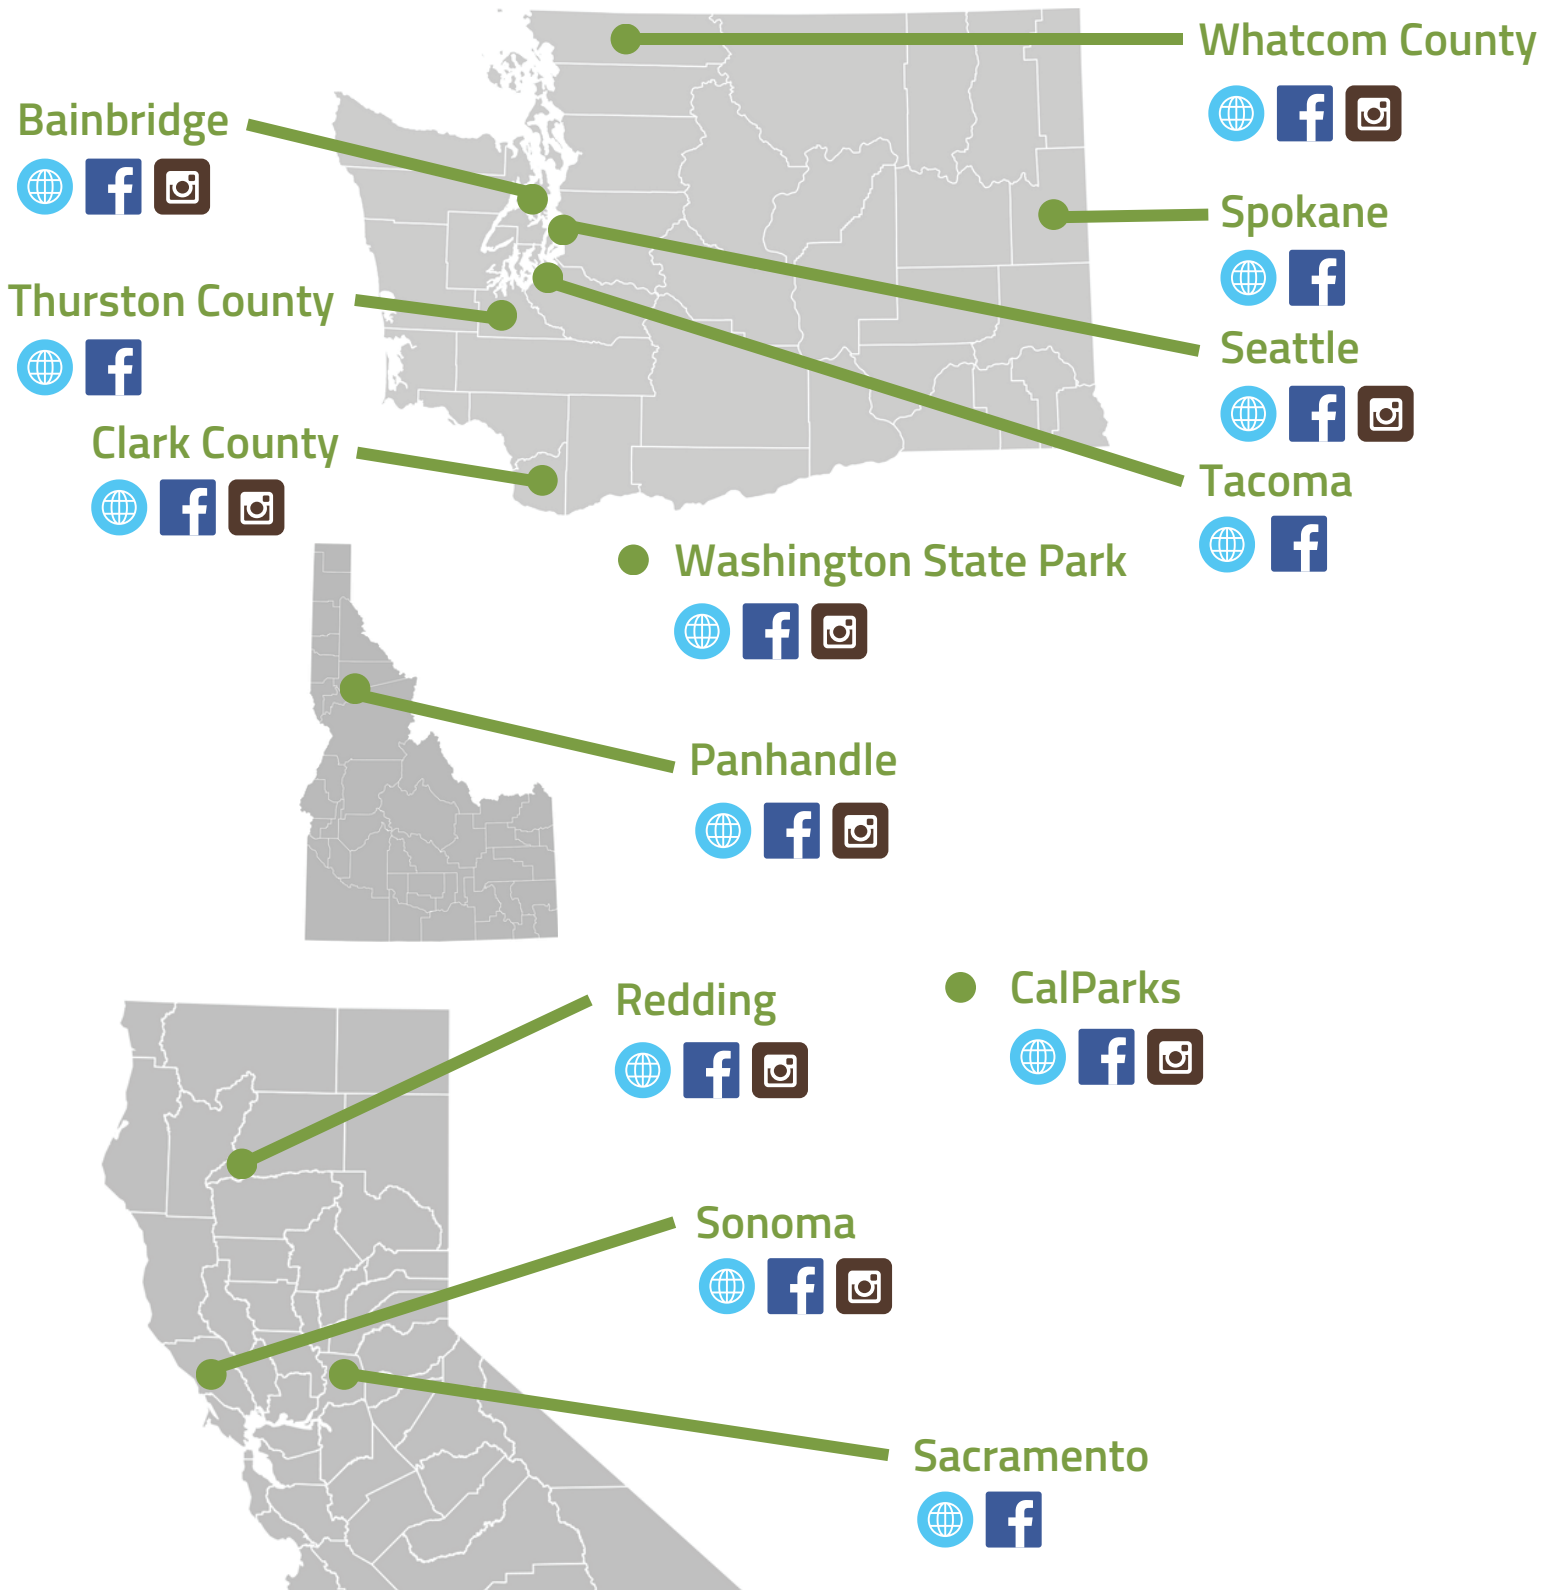 Whatcom County
Bainbridge
Spokane
Thurston County
Seattle
Clark County
Tacoma
Washington State Park
Panhandle
Redding
CalParks
Sonoma
Sacramento